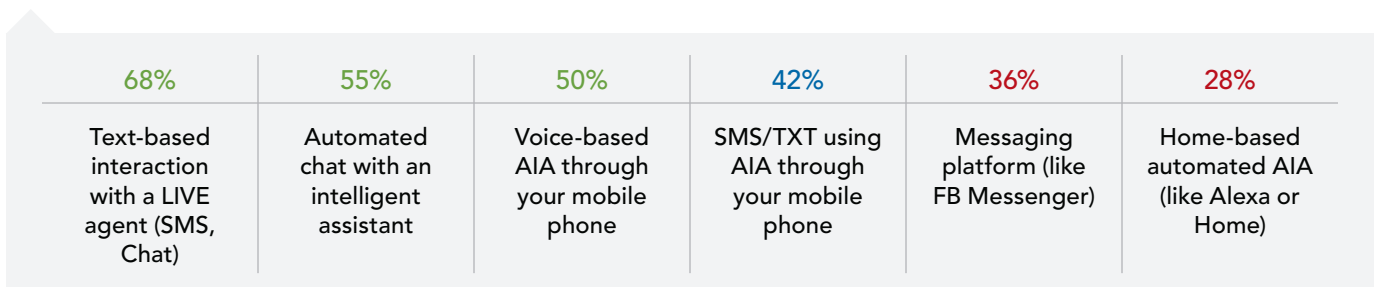 68%
55%
50%
42%
36%
28%
Text-based
interaction
with a LIVE
agent (SMS,
Chat)
Automated
chat with an
intelligent
assistant
Voice-based
AIA through
your mobile
phone
SMS/TXT using
AIA through
your mobile
phone
Messaging
platform (like
FB Messenger)
Home-based
automated AIA
(like Alexa or
Home)